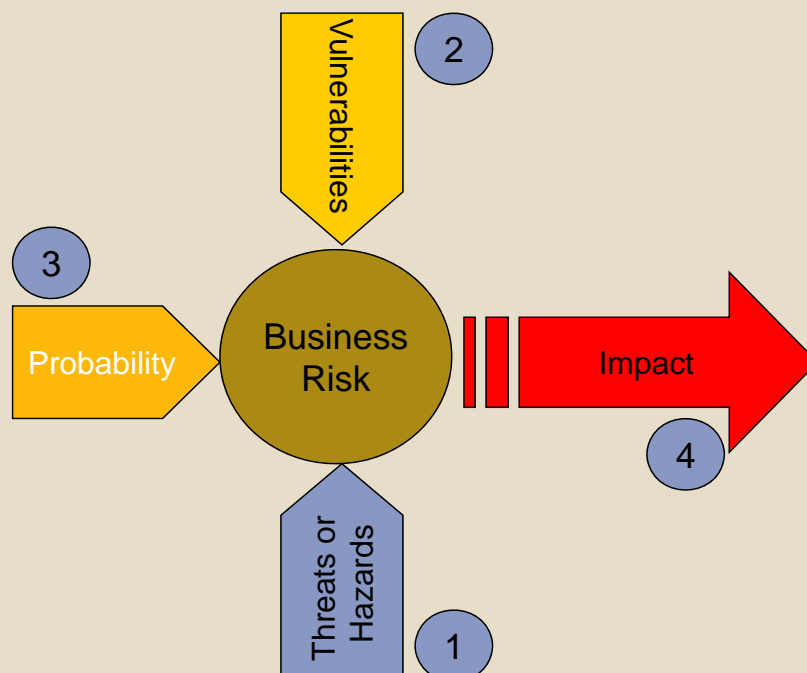 2
Vulnerabilities
3
Probability
Business
Risk
Impact
4
Threats or
Hazards
1